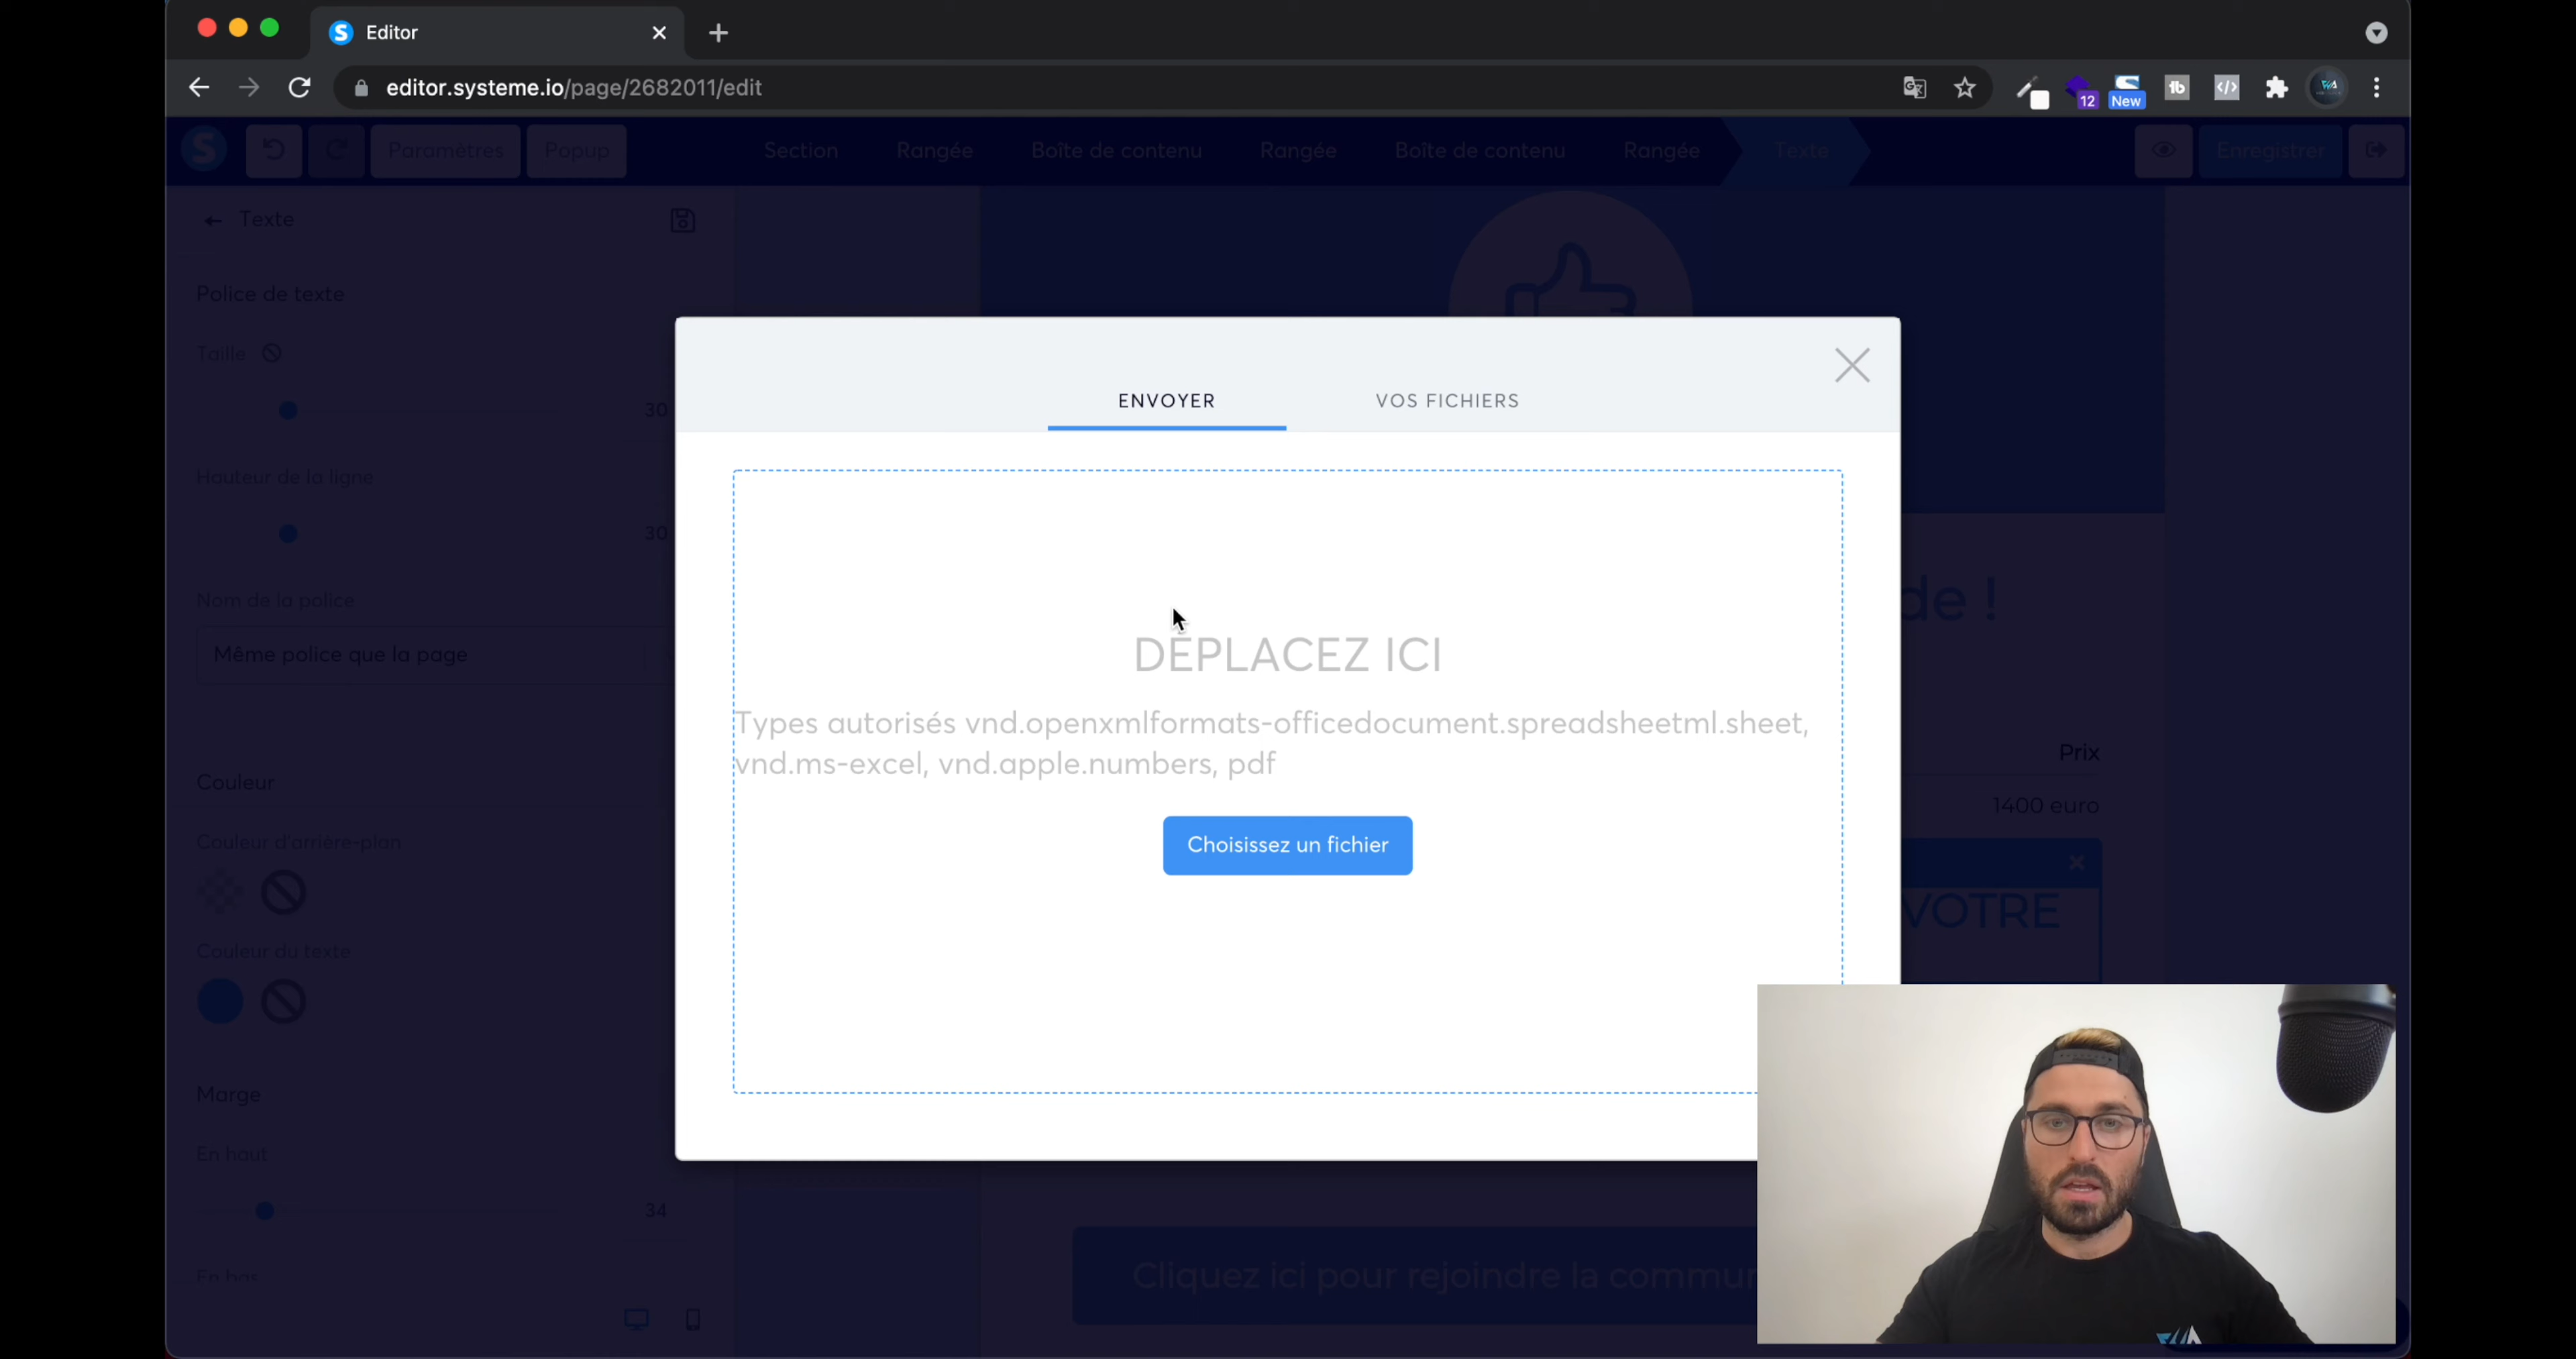 Editor
editor.systeme.io/page/2682011/edit
12
New
Paramètres
Popup
Section
Rangée
Boîte de contenu
Rangée
Boîte de contenu
Rangée
Texte
Enregistrer
Texte
Police de texte
Taille
30
Hauteur de la ligne
30
Nom de la police
Même police que la page
Couleur
Couleur d'arrière-plan
Couleur du texte
Marge
En haut
34
En bas
ENVOYER
VOS FICHIERS
DÉPLACEZ ICI
Types autorisés vnd.openxmlformats-officedocument.spreadsheetml.sheet,
vnd.ms-excel, vnd.apple.numbers, pdf
Choisissez un fichier
de !
Prix
1400 euro
VOTRE
Cliquez ici pour rejoindre la commun